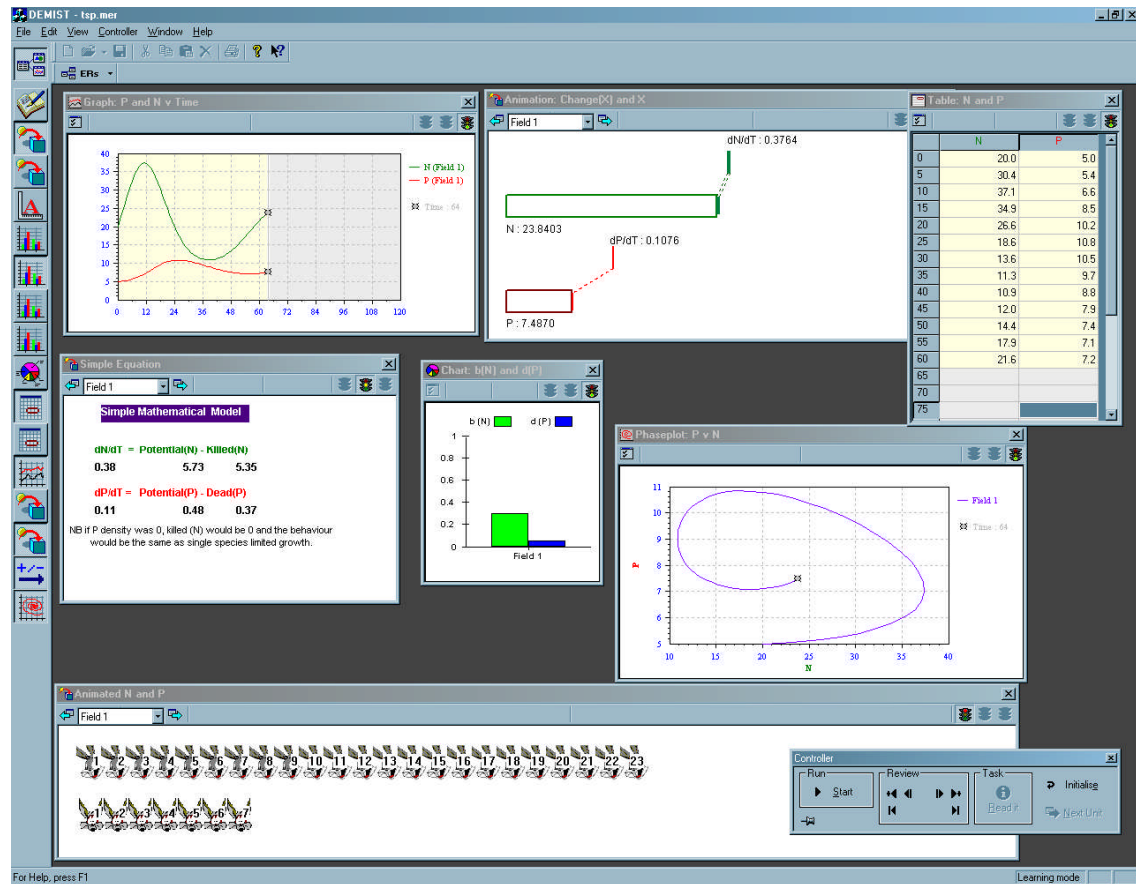 DEMIST - tsp.mer
File Edit View Controller Window Help
ERs
Graph: P and N v Time
40
35
30
25
20
15
10
5
0
0 12 24 36 48 60 72 84 96 108 120
N (Field 1)
P (Field 1)
Time : 64
Animation: Change(X) and X
Field 1
dN/dT : 0.3764
N : 23.8403
dP/dT : 0.1076
P : 7.4870
Table: N and P
N P
0 20.0 5.0
5 30.4 5.4
10 37.1 6.6
15 34.9 8.5
20 26.6 10.2
25 18.6 10.8
30 13.6 10.5
35 11.3 9.7
40 10.9 8.8
45 12.0 7.9
50 14.4 7.4
55 17.9 7.1
60 21.6 7.2
65
70
75
Simple Equation
Field 1
Simple Mathematical Model
dN/dT = Potential(N) - Killed(N)
0.38 5.73 5.35
dP/dT = Potential(P) - Dead(P)
0.11 0.48 0.37
NB if P density was 0, killed (N) would be 0 and the behaviour
would be the same as single species limited growth.
Chart: b(N) and d(P)
b (N) d (P)
1
0.8
0.6
0.4
0.2
0
Field 1
Phaseplot: P v N
11
10
9
8
7
6
5
P
10 15 20 25 30 35 40
N
Field 1
Time : 64
Animated N and P
Field 1
1 2 3 4 5 6 7 8 9 10 11 12 13 14 15 16 17 18 19 20 21 22 23
1 2 3 4 5 6 7
Controller
Run
Start
Review
Task
Read it
Initialise
Next Unit
+/-
For Help, press F1
Learning mode